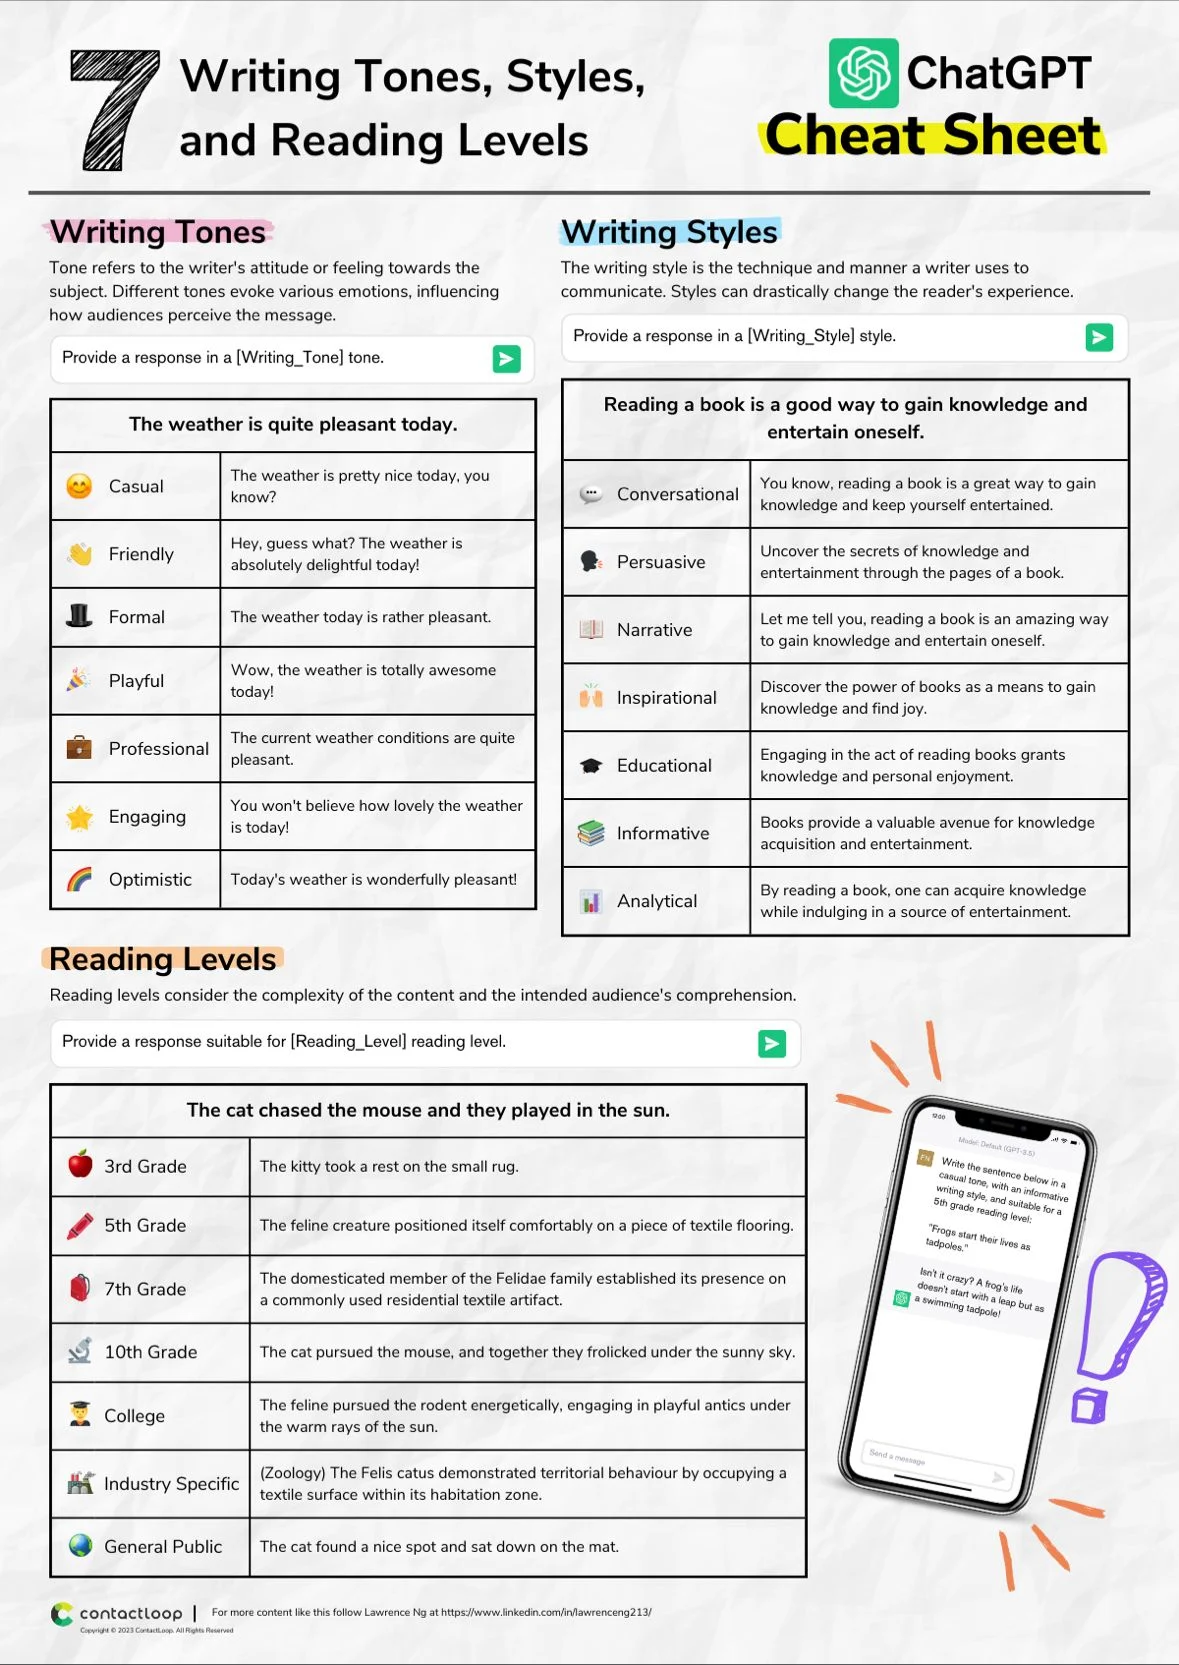 7
Writing Tones, Styles,
and Reading Levels
ChatGPT
Cheat Sheet
Writing Tones
Tone refers to the writer's attitude or feeling towards the
subject. Different tones evoke various emotions, influencing
how audiences perceive the message.
Provide a response in a [Writing_Tone] tone.
The weather is quite pleasant today.
Casual
The weather is pretty nice today, you
know?
Friendly
Hey, guess what? The weather is
absolutely delightful today!
Formal
The weather today is rather pleasant.
Playful
Wow, the weather is totally awesome
today!
Professional
The current weather conditions are quite
pleasant.
Engaging
You won't believe how lovely the weather
is today!
Optimistic
Today's weather is wonderfully pleasant!
Writing Styles
The writing style is the technique and manner a writer uses to
communicate. Styles can drastically change the reader's experience.
Provide a response in a [Writing_Style] style.
Reading a book is a good way to gain knowledge and
entertain oneself.
Conversational
You know, reading a book is a great way to gain
knowledge and keep yourself entertained.
Persuasive
Uncover the secrets of knowledge and
entertainment through the pages of a book.
Narrative
Let me tell you, reading a book is an amazing way
to gain knowledge and entertain oneself.
Inspirational
Discover the power of books as a means to gain
knowledge and find joy.
Educational
Engaging in the act of reading books grants
knowledge and personal enjoyment.
Informative
Books provide a valuable avenue for knowledge
acquisition and entertainment.
Analytical
By reading a book, one can acquire knowledge
while indulging in a source of entertainment.
Reading Levels
Reading levels consider the complexity of the content and the intended audience's comprehension.
Provide a response suitable for [Reading_Level] reading level.
The cat chased the mouse and they played in the sun.
3rd Grade
The kitty took a rest on the small rug.
5th Grade
The feline creature positioned itself comfortably on a piece of textile flooring.
7th Grade
The domesticated member of the Felidae family established its presence on
a commonly used residential textile artifact.
10th Grade
The cat pursued the mouse, and together they frolicked under the sunny sky.
College
The feline pursued the rodent energetically, engaging in playful antics under
the warm rays of the sun.
Industry Specific
(Zoology) The Felis catus demonstrated territorial behaviour by occupying a
textile surface within its habitation zone.
General Public
The cat found a nice spot and sat down on the mat.
12:00
Model: Default (GPT-3.5)
FN
Write the sentence below in a
casual tone, with an informative
writing style, and suitable for a
5th grade reading level:
"Frogs start their lives as
tadpoles."
Isn't it crazy? A frog's life
doesn't start with a leap but as
a swimming tadpole!
Send a message
contactloop | For more content like this follow Lawrence Ng at https://www.linkedin.com/in/lawrenceng213/
Copyright © 2023 ContactLoop. All Rights Reserved